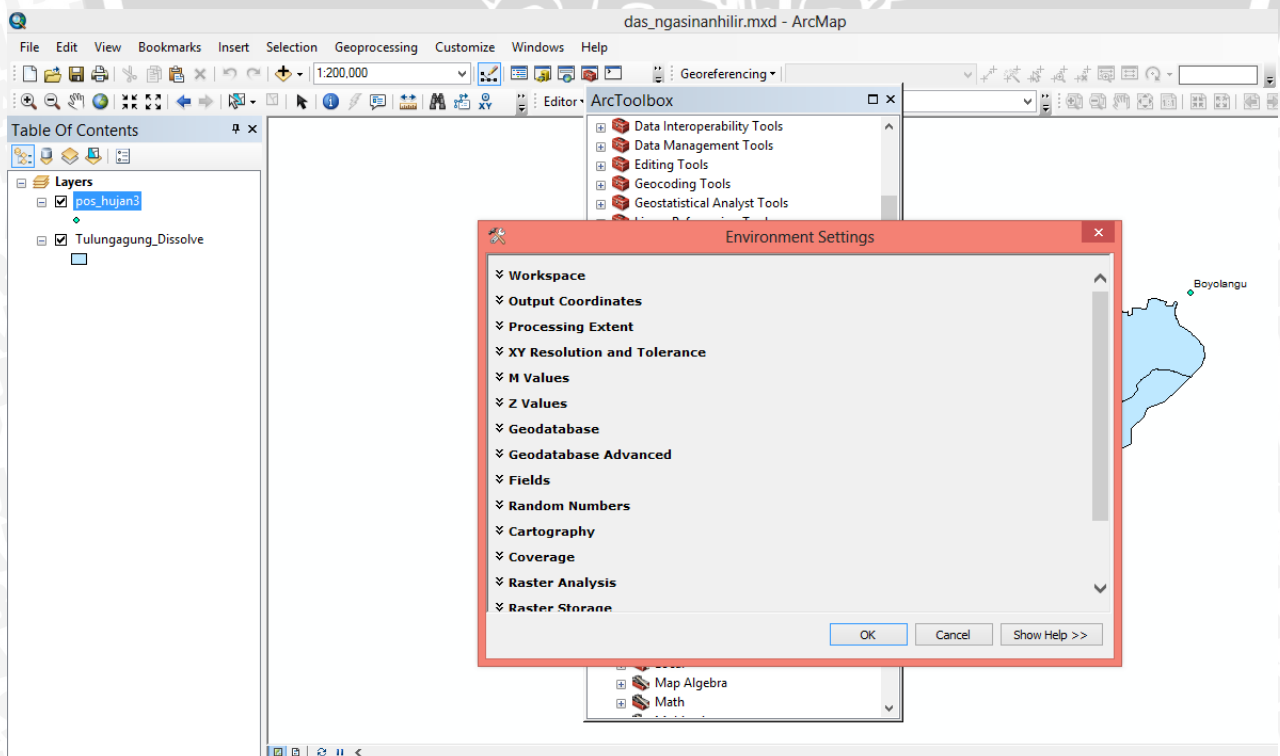 das_ngasinanhilir.mxd - ArcMap
File Edit View Bookmarks Insert Selection Geoprocessing Customize Windows Help
1:200,000 Georeferencing
Editor
ArcToolbox
Table Of Contents
Layers
pos_hujan3
Tulungagung_Dissolve
Data Interoperability Tools
Data Management Tools
Editing Tools
Geocoding Tools
Geostatistical Analyst Tools
Environment Settings
Workspace
Output Coordinates
Processing Extent
XY Resolution and Tolerance
M Values
Z Values
Geodatabase
Geodatabase Advanced
Fields
Random Numbers
Cartography
Coverage
Raster Analysis
Raster Storage
OK Cancel Show Help >>
Map Algebra
Math
Boyolangu